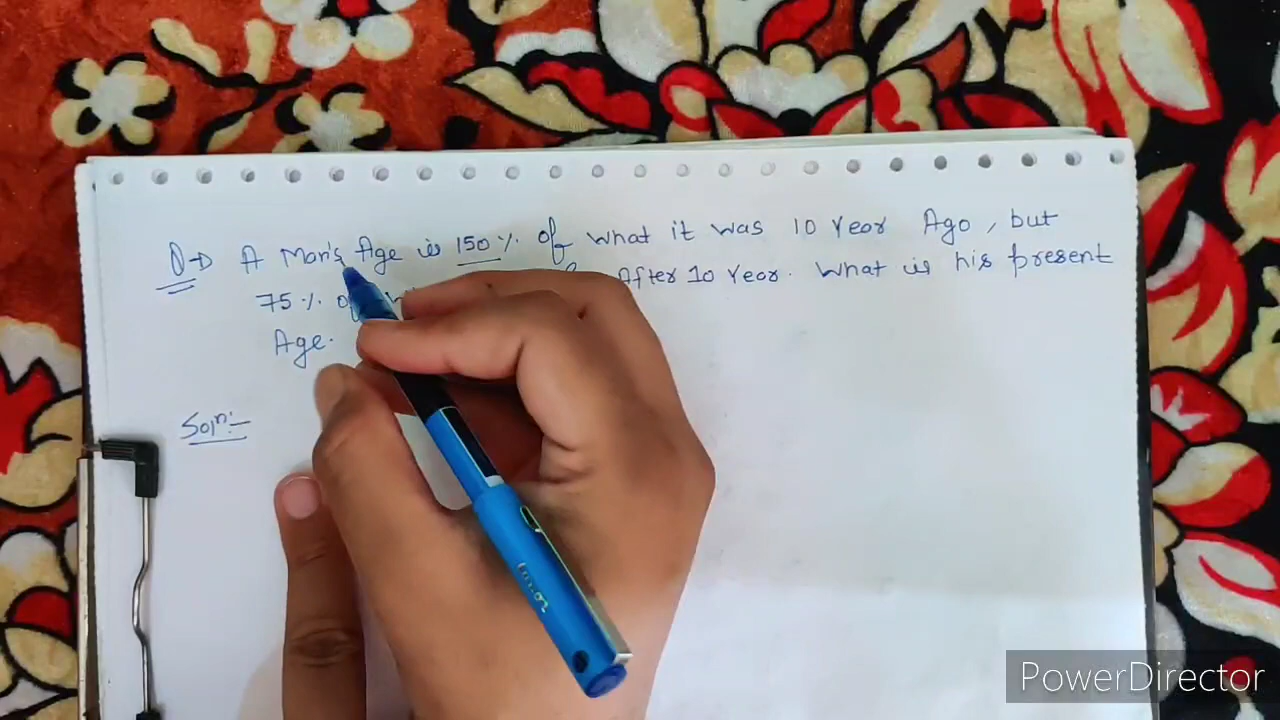 Q→ A Man's Age is 150% of what it was 10 Year Ago, but
75% of After 10 Year. What is his present
Age.
Solⁿ:-
PowerDirector